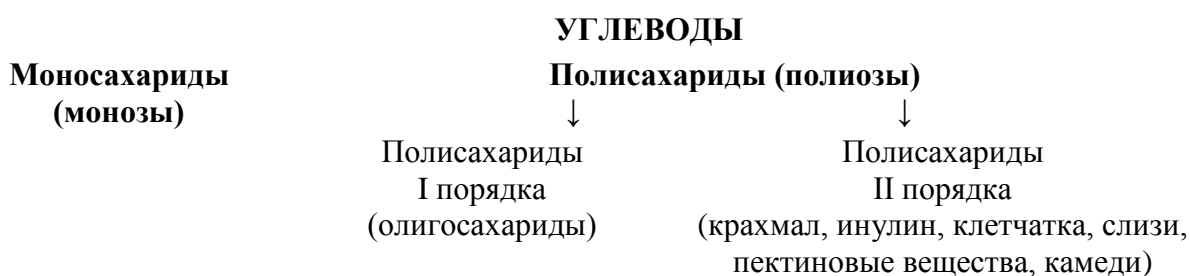 УГЛЕВОДЫ
Моносахариды Полисахариды (полиозы)
(монозы) ↓ ↓
Полисахариды Полисахариды
I порядка II порядка
(олигосахариды) (крахмал, инулин, клетчатка, слизи,
пектиновые вещества, камеди)